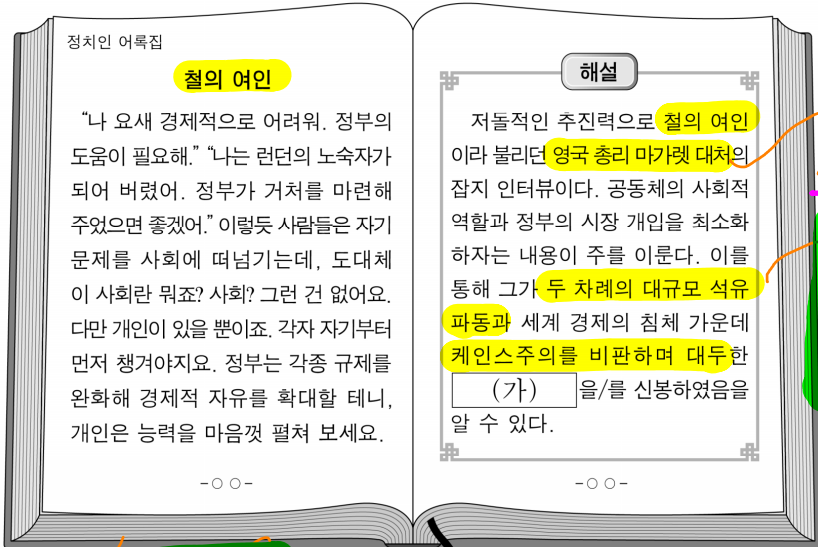 정치인 어록집
철의 여인
“나 요새 경제적으로 어려워. 정부의
도움이 필요해.” “나는 런던의 노숙자가
되어 버렸어. 정부가 거처를 마련해
주었으면 좋겠어.” 이렇듯 사람들은 자기
문제를 사회에 떠넘기는데, 도대체
이 사회란 뭐죠? 사회? 그런 건 없어요.
다만 개인이 있을 뿐이죠. 각자 자기부터
먼저 챙겨야지요. 정부는 각종 규제를
완화해 경제적 자유를 확대할 테니,
개인은 능력을 마음껏 펼쳐 보세요.
-○○-
해설
저돌적인 추진력으로 철의 여인
이라 불리던 영국 총리 마가렛 대처의
잡지 인터뷰이다. 공동체의 사회적
역할과 정부의 시장 개입을 최소화
하자는 내용이 주를 이룬다. 이를
통해 그가 두 차례의 대규모 석유
파동과 세계 경제의 침체 가운데
케인스주의를 비판하며 대두한
(가) 을/를 신봉하였음을
알 수 있다.
-○○-